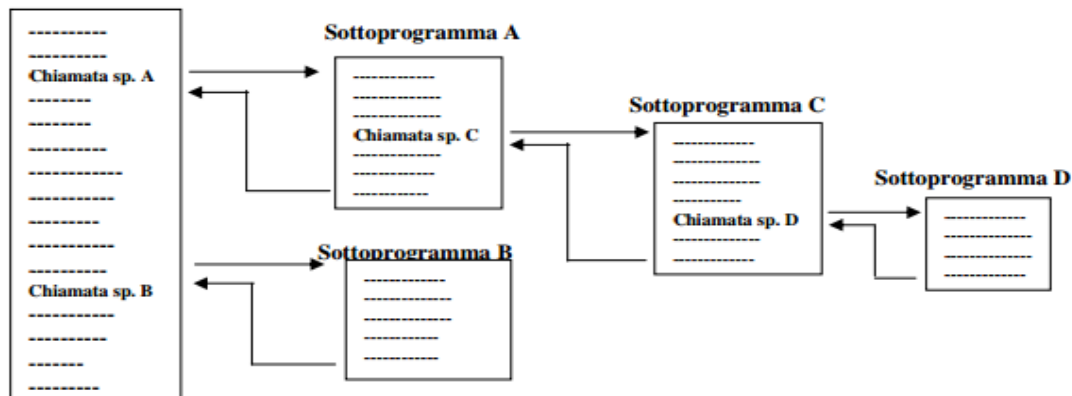 Chiamata sp. A
Chiamata sp. B
Sottoprogramma A
Chiamata sp. C
Sottoprogramma B
Sottoprogramma C
Chiamata sp. D
Sottoprogramma D